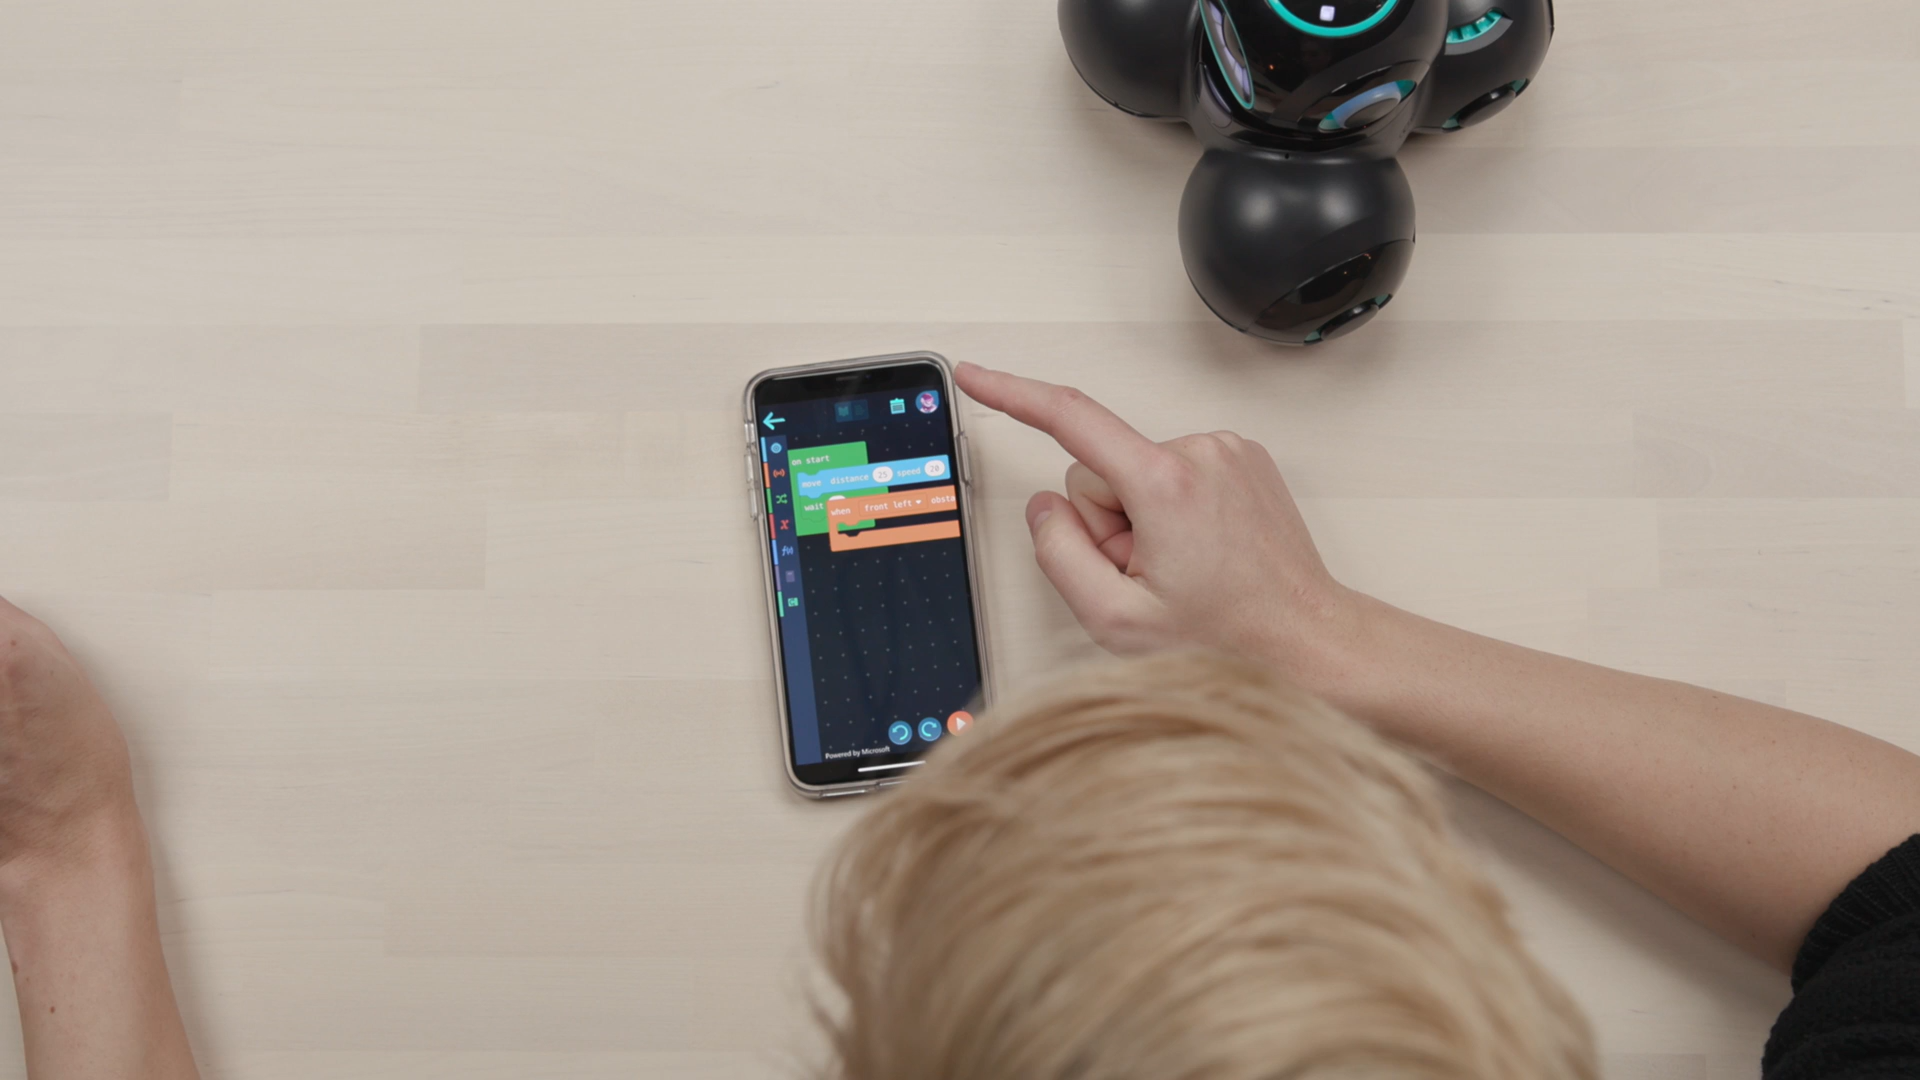 on start
move distance 25 speed 20
wait
when front left obsta
x
f(x)
Powered by Microsoft